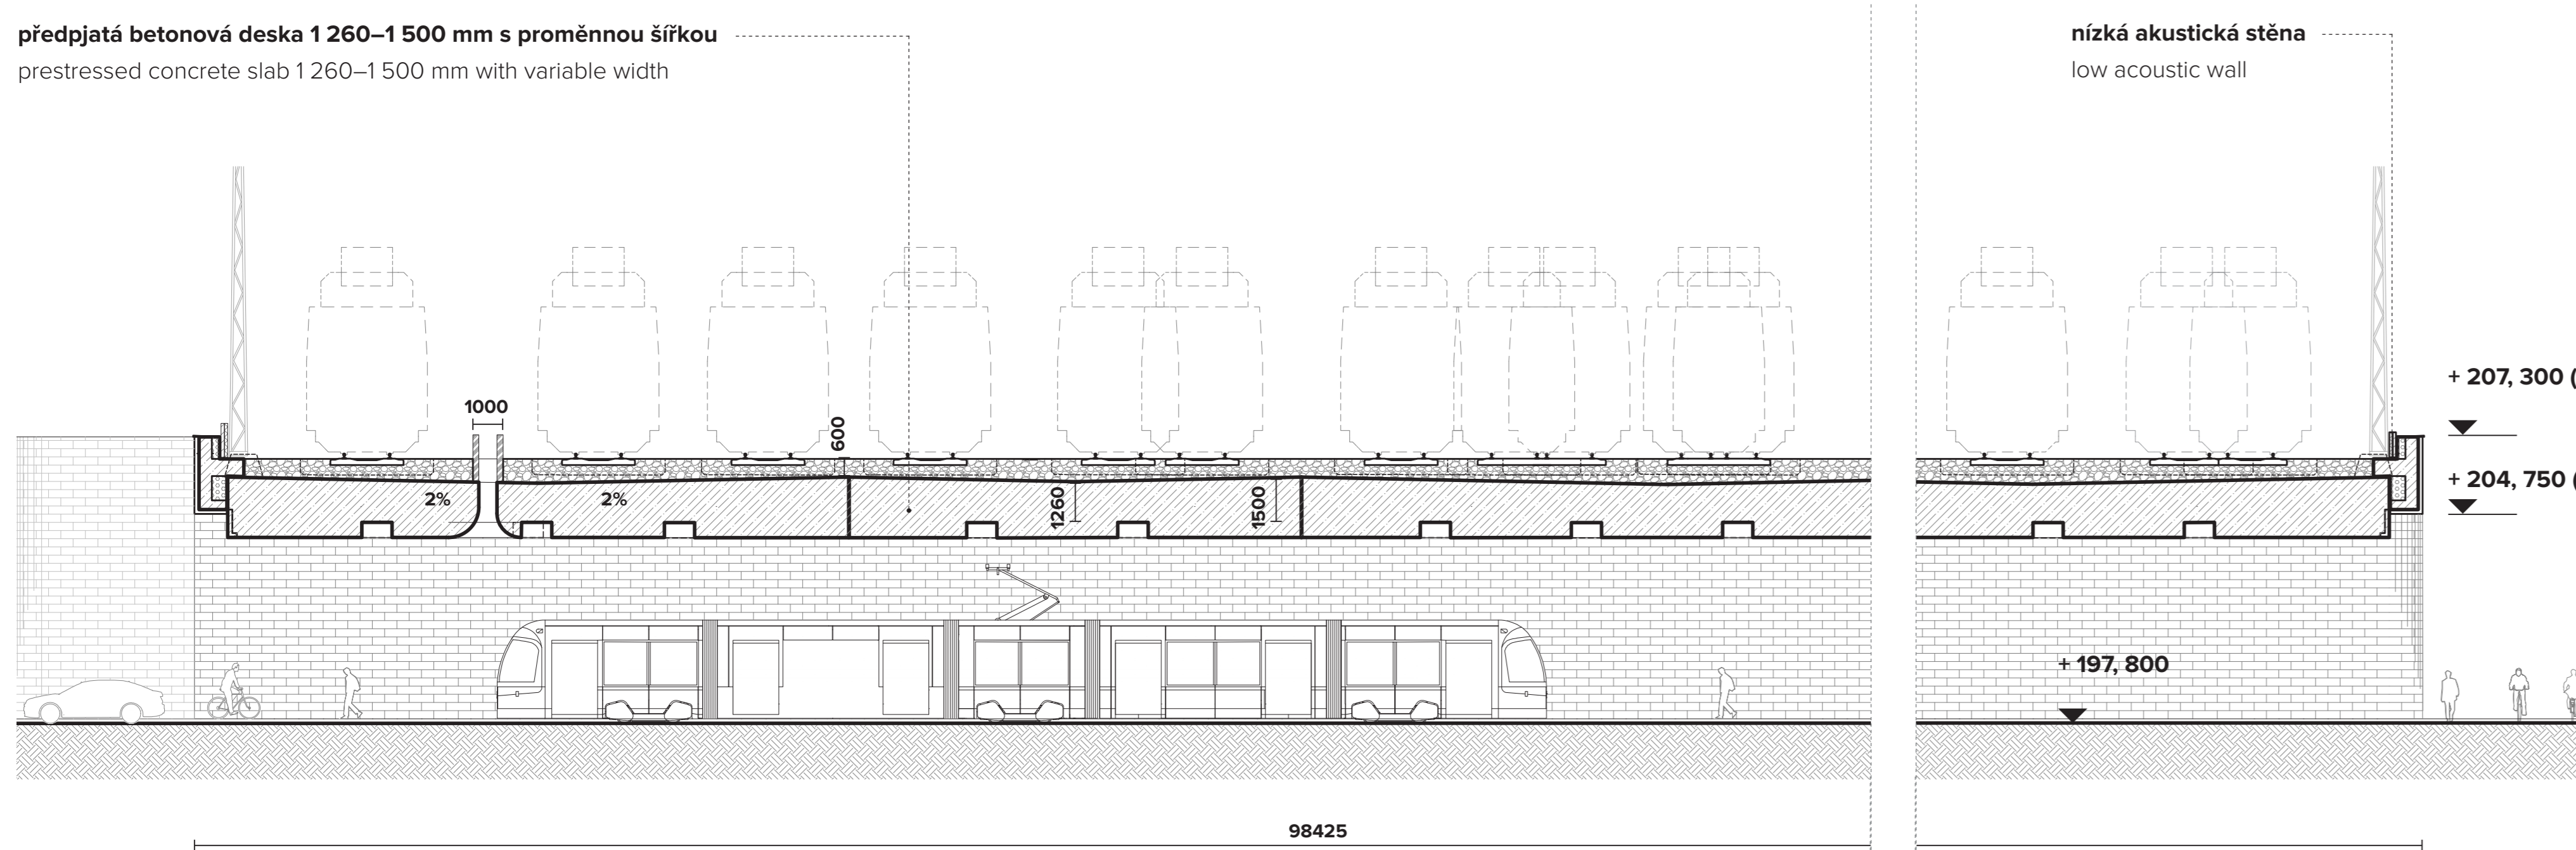 předpjatá betonová deska 1 260–1 500 mm s proměnnou šířkou
prestressed concrete slab 1 260–1 500 mm with variable width
nízká akustická stěna
low acoustic wall
+ 207, 300 (
1000
600
2%
2%
1260
1500
+ 204, 750 (
+ 197, 800
98425